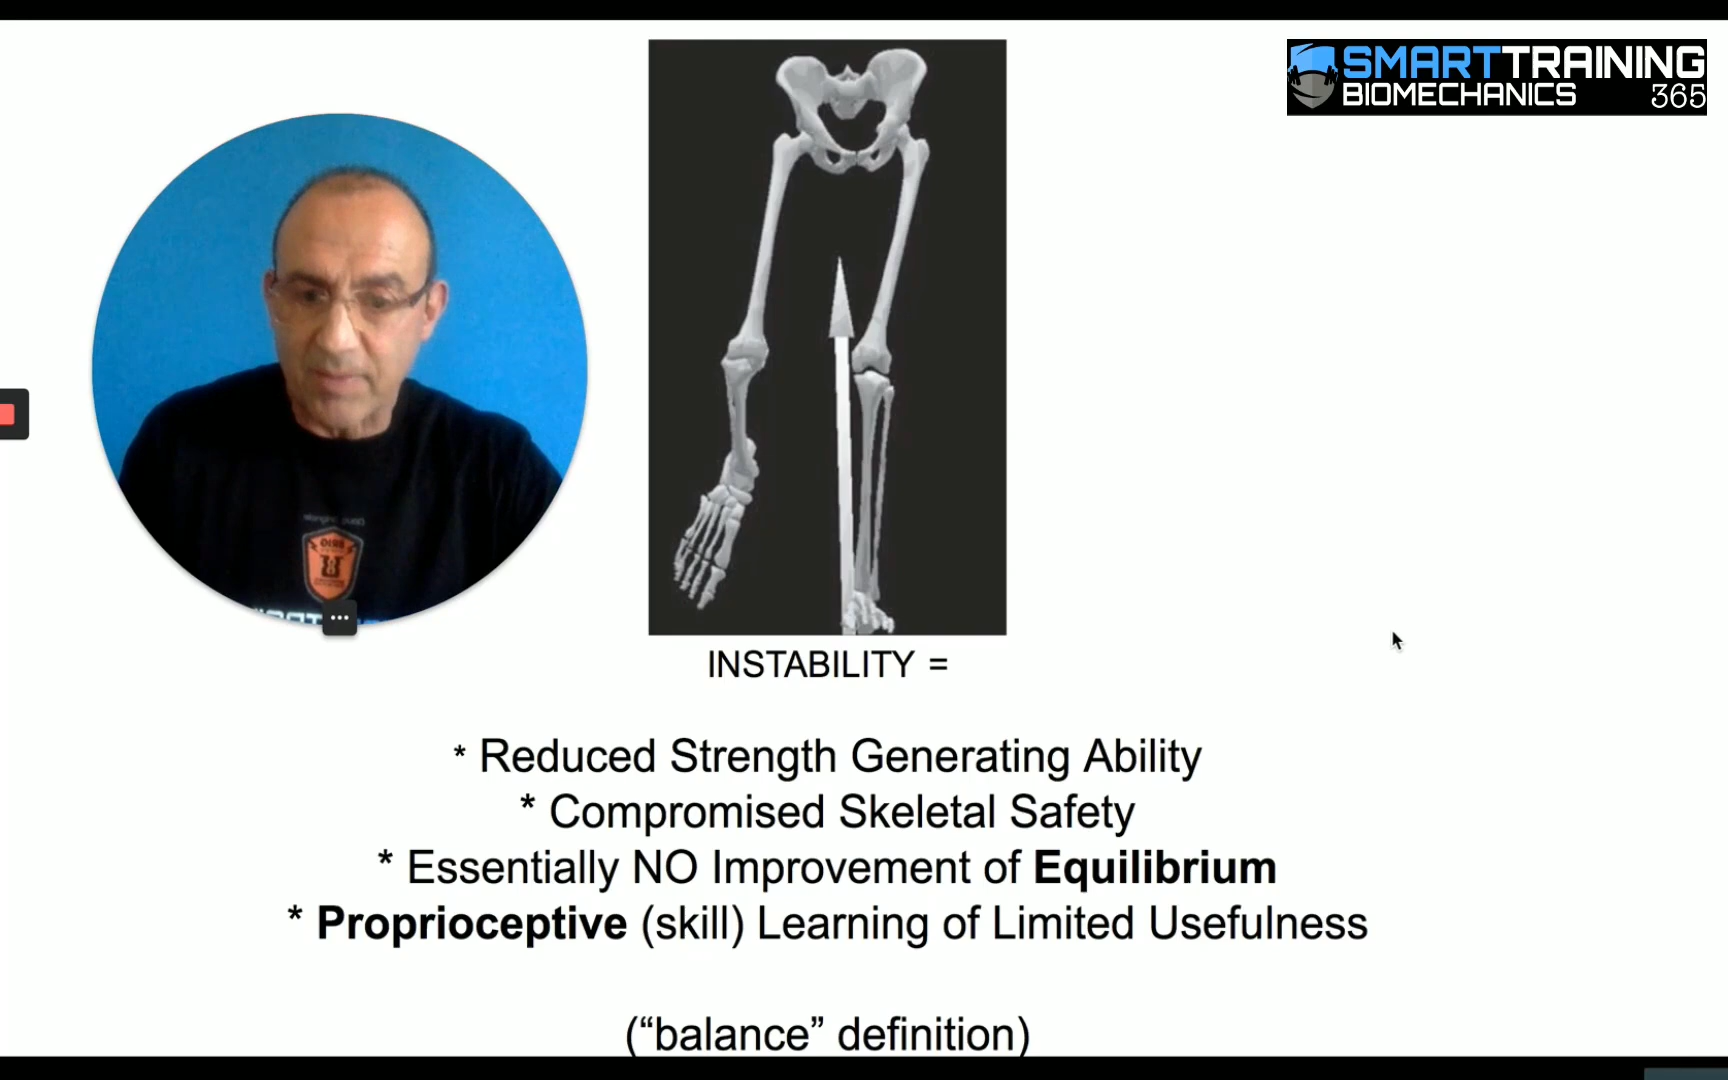 SMARTTRAINING
BIOMECHANICS 365
INSTABILITY =
* Reduced Strength Generating Ability
* Compromised Skeletal Safety
* Essentially NO Improvement of Equilibrium
* Proprioceptive (skill) Learning of Limited Usefulness
(“balance” definition)